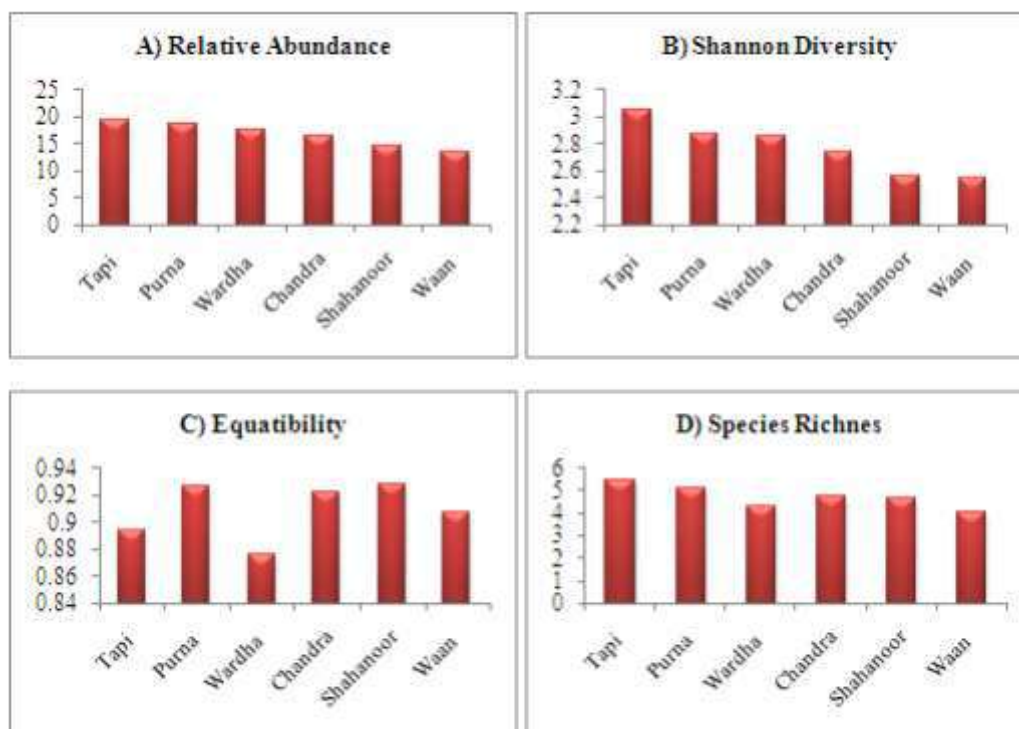 A) Relative Abundance
25
20
15
10
5
0
Tapi
Purna
Wardha
Chandra
Shahanoor
Waan
B) Shannon Diversity
3.2
3
2.8
2.6
2.4
2.2
Tapi
Purna
Wardha
Chandra
Shahanoor
Waan
C) Equatibility
0.94
0.92
0.9
0.88
0.86
0.84
Tapi
Purna
Wardha
Chandra
Shahanoor
Waan
D) Species Richnes
6
5
4
3
2
1
0
Tapi
Purna
Wardha
Chandra
Shahanoor
Waan